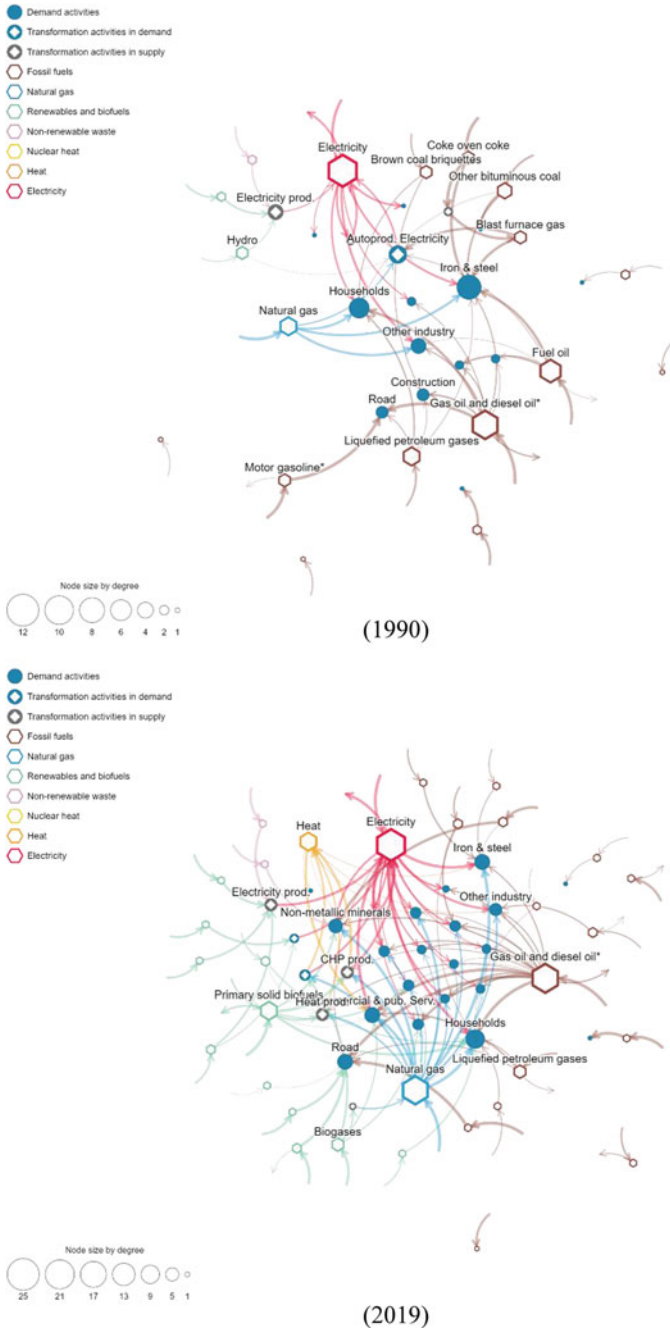 Demand activities
Transformation activities in demand
Transformation activities in supply
Fossil fuels
Natural gas
Renewables and biofuels
Non-renewable waste
Nuclear heat
Heat
Electricity
Electricity
Coke oven coke
Brown coal briquettes
Other bituminous coal
Electricity prod.
Blast furnace gas
Hydro
Autoprod. Electricity
Iron & steel
Households
Natural gas
Other industry
Fuel oil
Construction
Road
Gas oil and diesel oil*
Liquefied petroleum gases
Motor gasoline*
Node size by degree
12 10 8 6 4 2 1
(1990)
Demand activities
Transformation activities in demand
Transformation activities in supply
Fossil fuels
Natural gas
Renewables and biofuels
Non-renewable waste
Nuclear heat
Heat
Electricity
Heat
Electricity
Iron & steel
Electricity prod.
Other industry
Non-metallic minerals
CHP prod.
Gas oil and diesel oil*
Primary solid biofuels
Heat prod.
ercial & pub. Serv.
Households
Road
Natural gas
Liquefied petroleum gases
Biogases
Node size by degree
25 21 17 13 9 5 1
(2019)